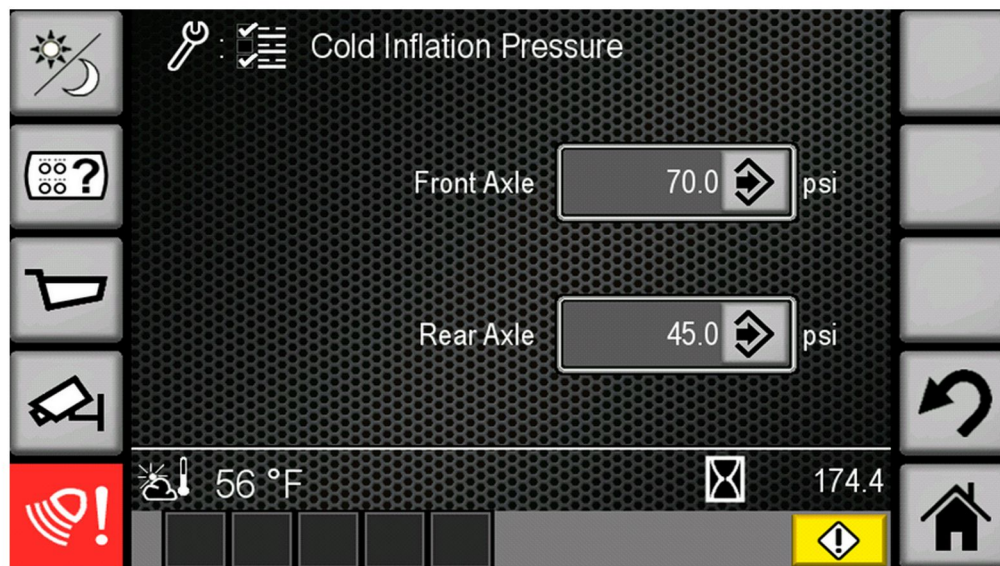 : Cold Inflation Pressure
Front Axle 70.0 psi
?
Rear Axle 45.0 psi
56 °F 174.4
!
!